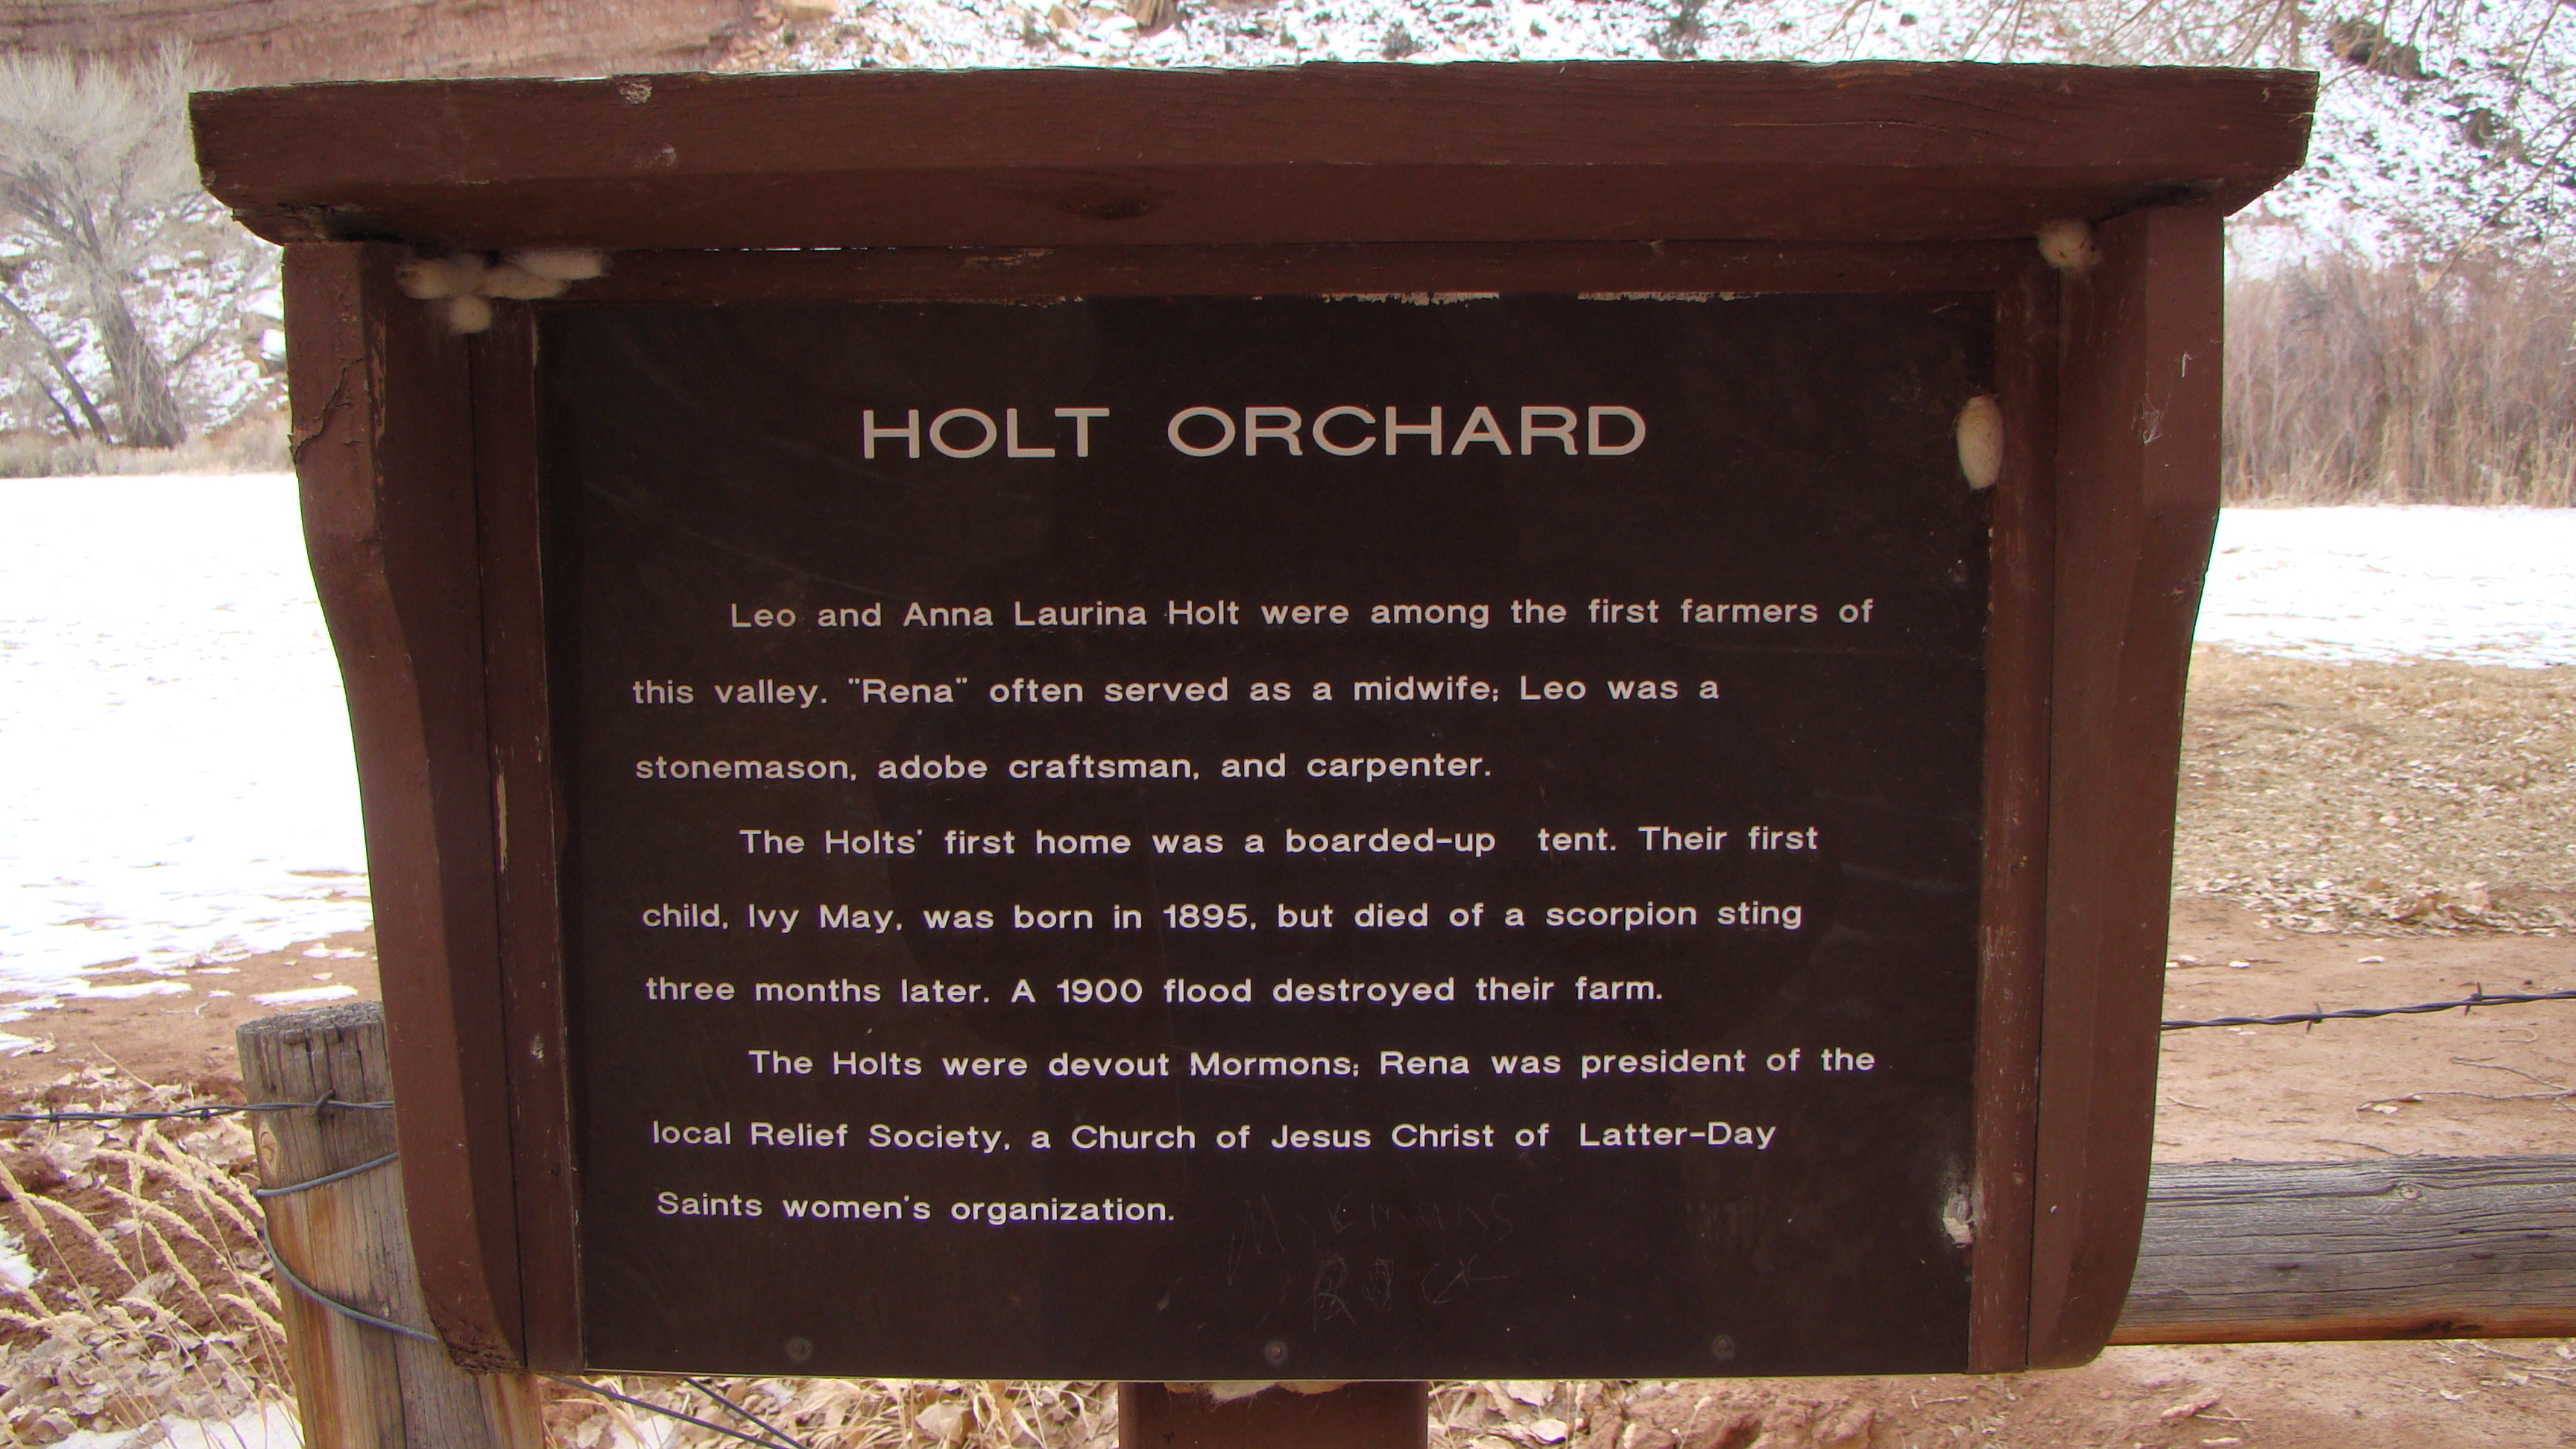 HOLT ORCHARD
Leo and Anna Laurina Holt were among the first farmers of
this valley. "Rena" often served as a midwife; Leo was a
stonemason, adobe craftsman, and carpenter.
The Holts' first home was a boarded-up tent. Their first
child, Ivy May, was born in 1895, but died of a scorpion sting
three months later. A 1900 flood destroyed their farm.
The Holts were devout Mormons; Rena was president of the
local Relief Society, a Church of Jesus Christ of Latter-Day
Saints women's organization.